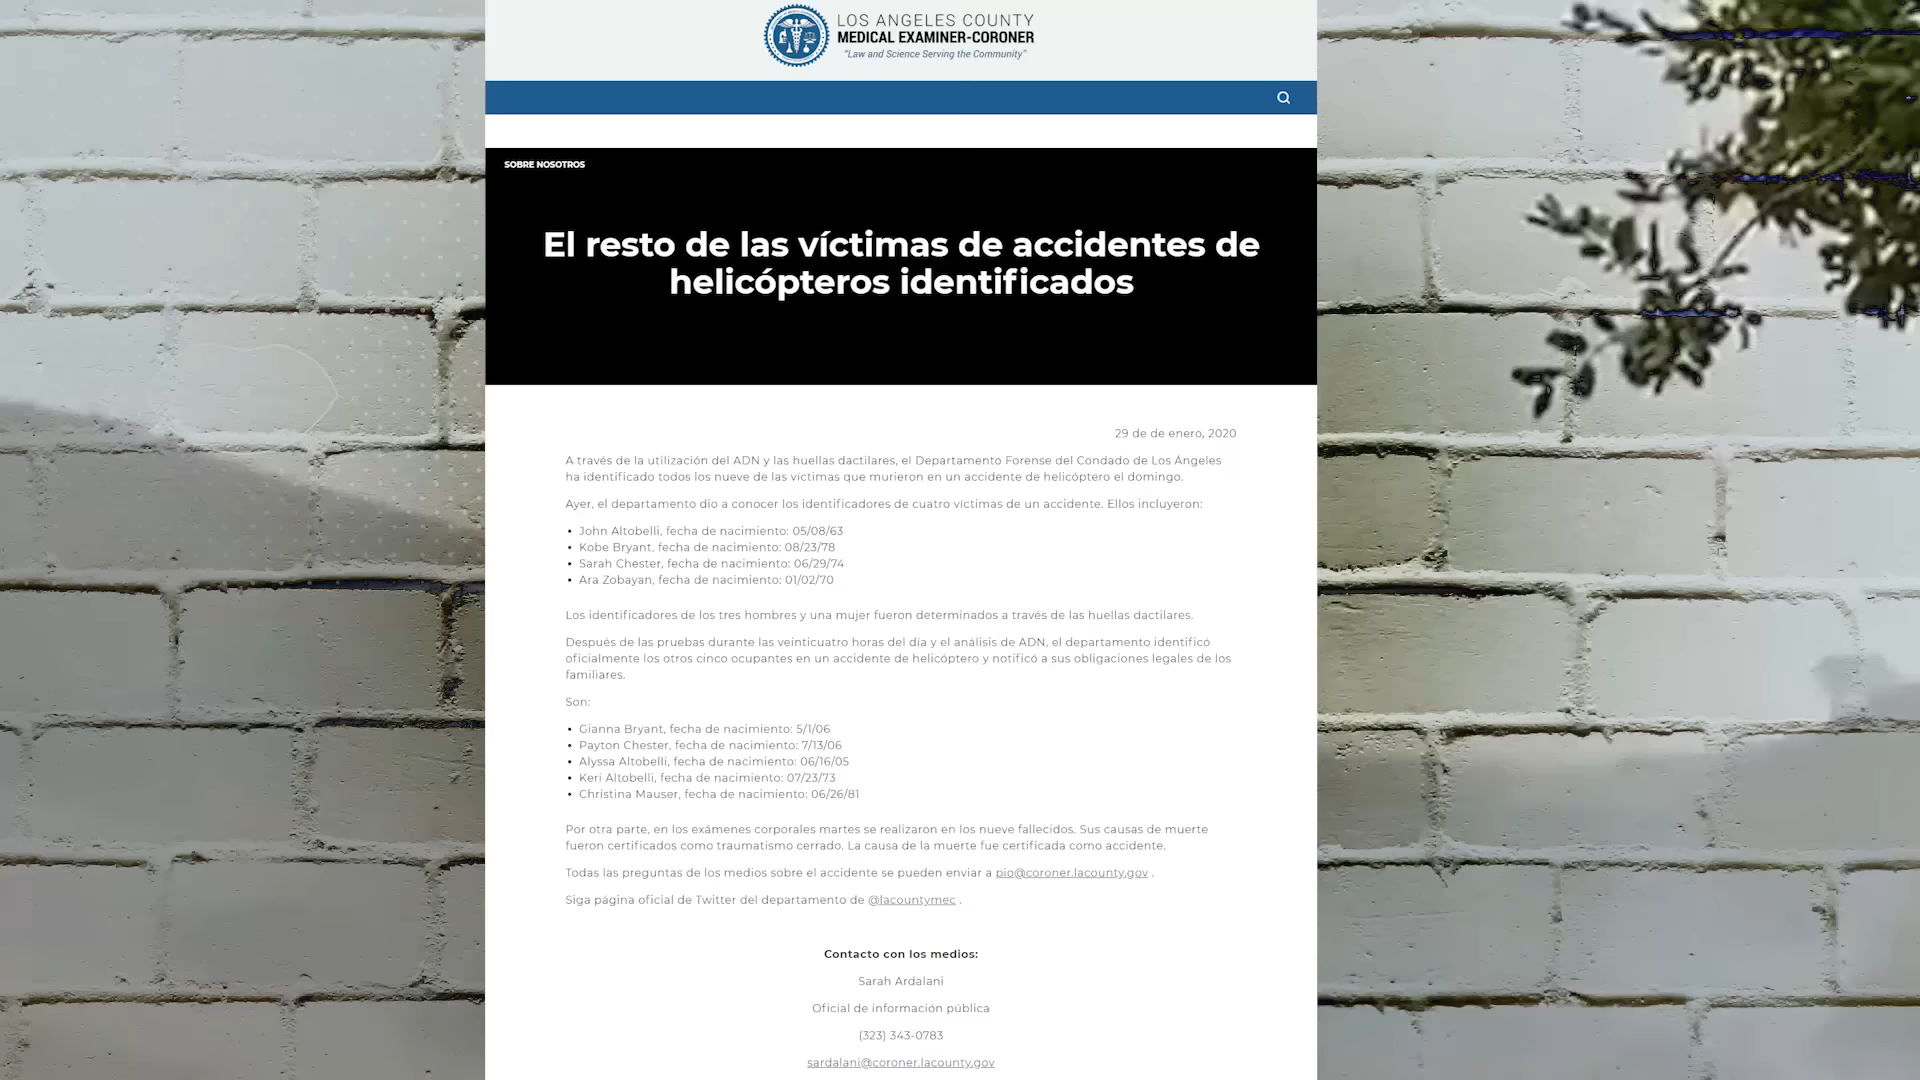 LOS ANGELES COUNTY
MEDICAL EXAMINER-CORONER
"Law and Science Serving the Community"
SOBRE NOSOTROS
El resto de las víctimas de accidentes de
helicópteros identificados
29 de de enero, 2020
A través de la utilización del ADN y las huellas dactilares, el Departamento Forense del Condado de Los Ángeles
ha identificado todos los nueve de las víctimas que murieron en un accidente de helicóptero el domingo.
Ayer, el departamento dio a conocer los identificadores de cuatro víctimas de un accidente. Ellos incluyeron:
• John Altobelli, fecha de nacimiento: 05/08/63
• Kobe Bryant, fecha de nacimiento: 08/23/78
• Sarah Chester, fecha de nacimiento: 06/29/74
• Ara Zobayan, fecha de nacimiento: 01/02/70
Los identificadores de los tres hombres y una mujer fueron determinados a través de las huellas dactilares.
Después de las pruebas durante las veinticuatro horas del día y el análisis de ADN, el departamento identificó
oficialmente los otros cinco ocupantes en un accidente de helicóptero y notificó a sus obligaciones legales de los
familiares.
Son:
• Gianna Bryant, fecha de nacimiento: 5/1/06
• Payton Chester, fecha de nacimiento: 7/13/06
• Alyssa Altobelli, fecha de nacimiento: 06/16/05
• Keri Altobelli, fecha de nacimiento: 07/23/73
• Christina Mauser, fecha de nacimiento: 06/26/81
Por otra parte, en los exámenes corporales martes se realizaron en los nueve fallecidos. Sus causas de muerte
fueron certificados como traumatismo cerrado. La causa de la muerte fue certificada como accidente.
Todas las preguntas de los medios sobre el accidente se pueden enviar a pio@coroner.lacounty.gov .
Siga página oficial de Twitter del departamento de @lacountymec .
Contacto con los medios:
Sarah Ardalani
Oficial de información pública
(323) 343-0783
sardalani@coroner.lacounty.gov